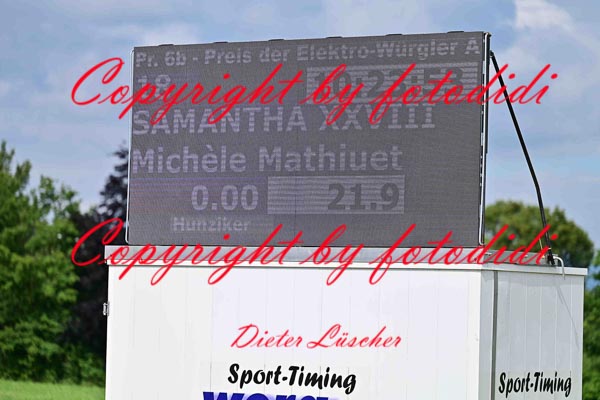 Pr. 6b - Preis der Elektro-Würgler A
18
Copyright by fotodidi
SAMANTHA XXVIII
Michèle Mathiuet
0.00 21.9
Hunziker
Copyright by fotodidi
Dieter Lüscher
Sport-Timing
Sport-Timing